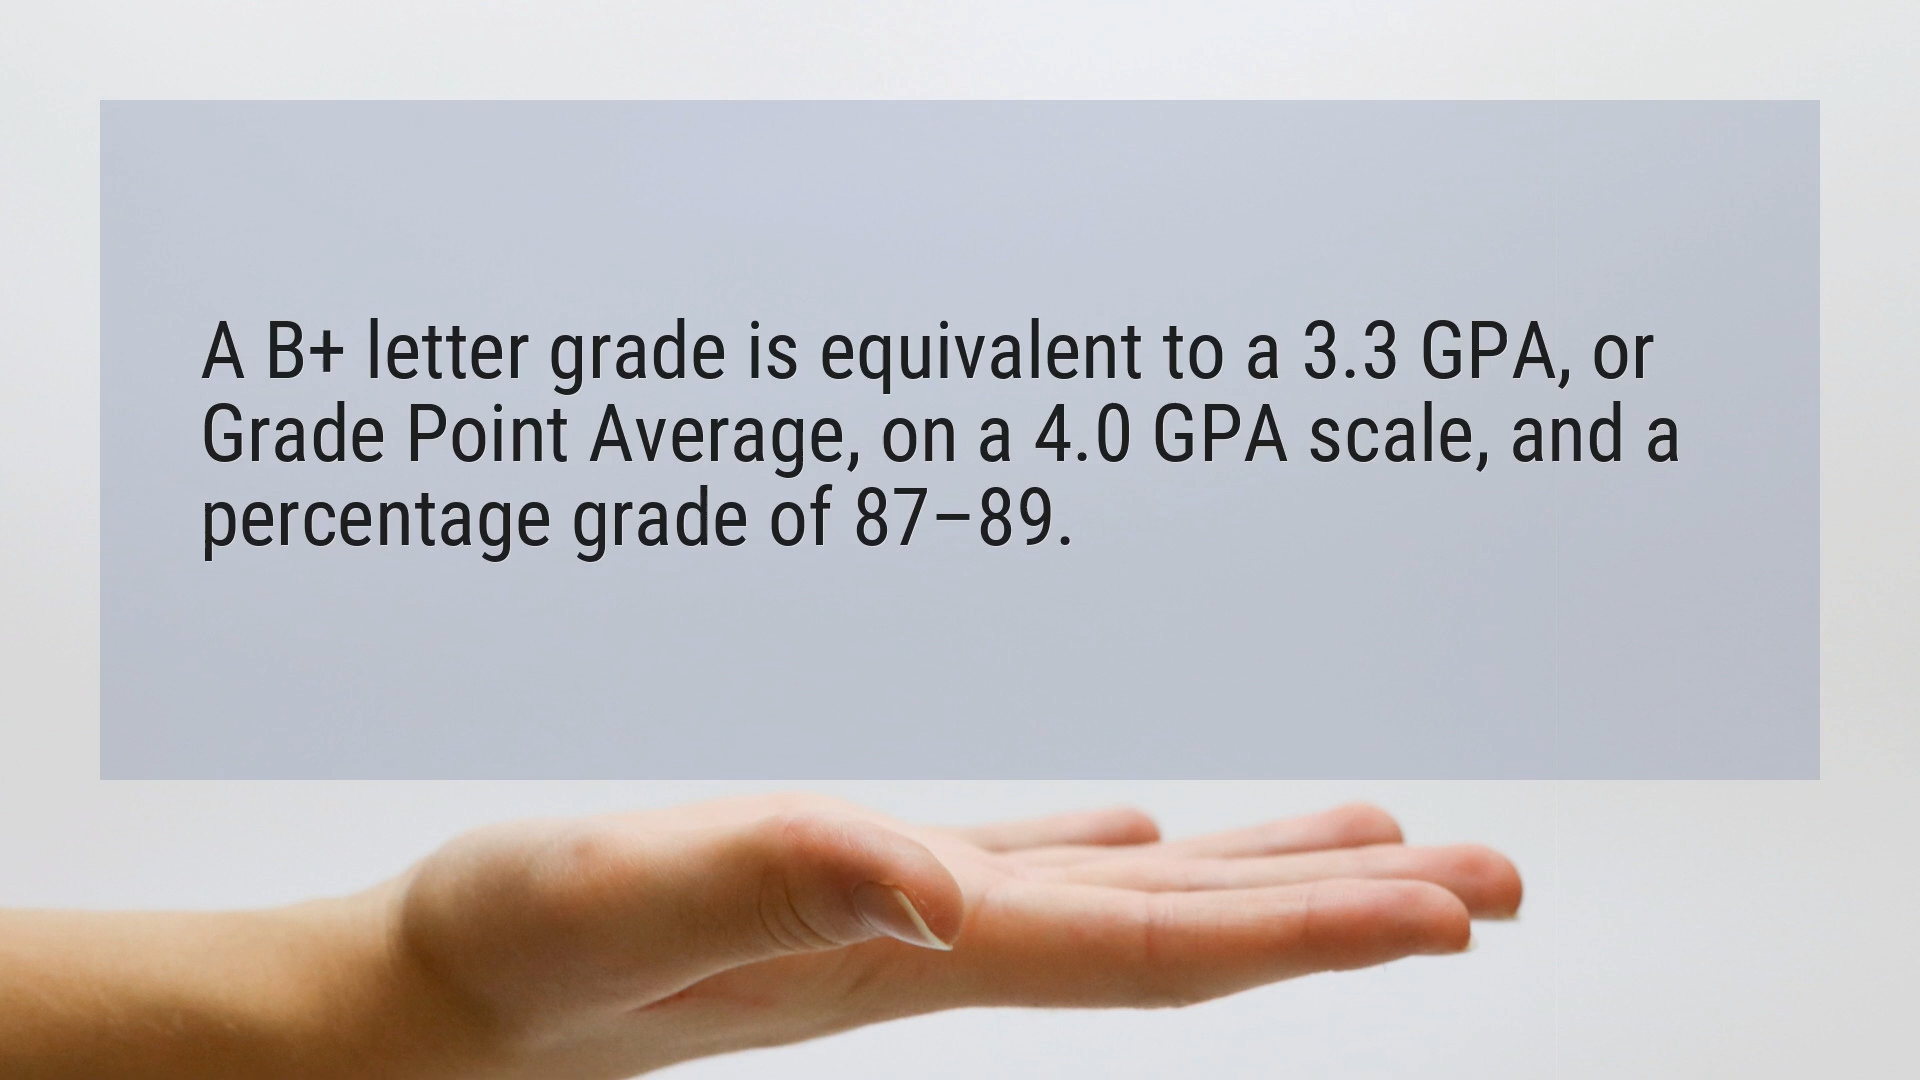 A B+ letter grade is equivalent to a 3.3 GPA, or
Grade Point Average, on a 4.0 GPA scale, and a
percentage grade of 87–89.